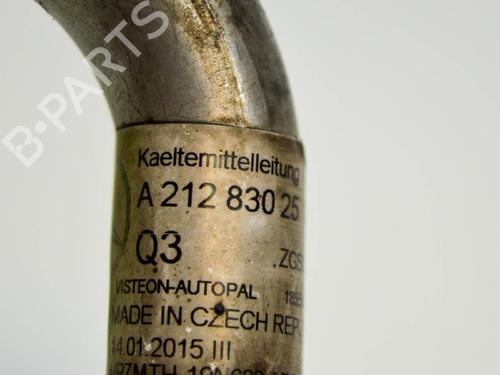 B-PARTS
Kaeltemittelleitung
A 212 830 25
Q3 .ZGS
VISTEON-AUTOPAL
MADE IN CZECH REP
14.01.2015 III